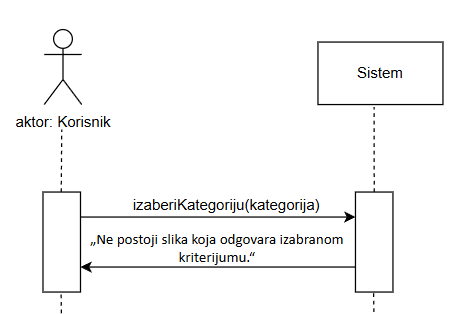 Sistem
aktor: Korisnik
izaberiKategoriju(kategorija)
„Ne postoji slika koja odgovara izabranom
kriterijumu.“